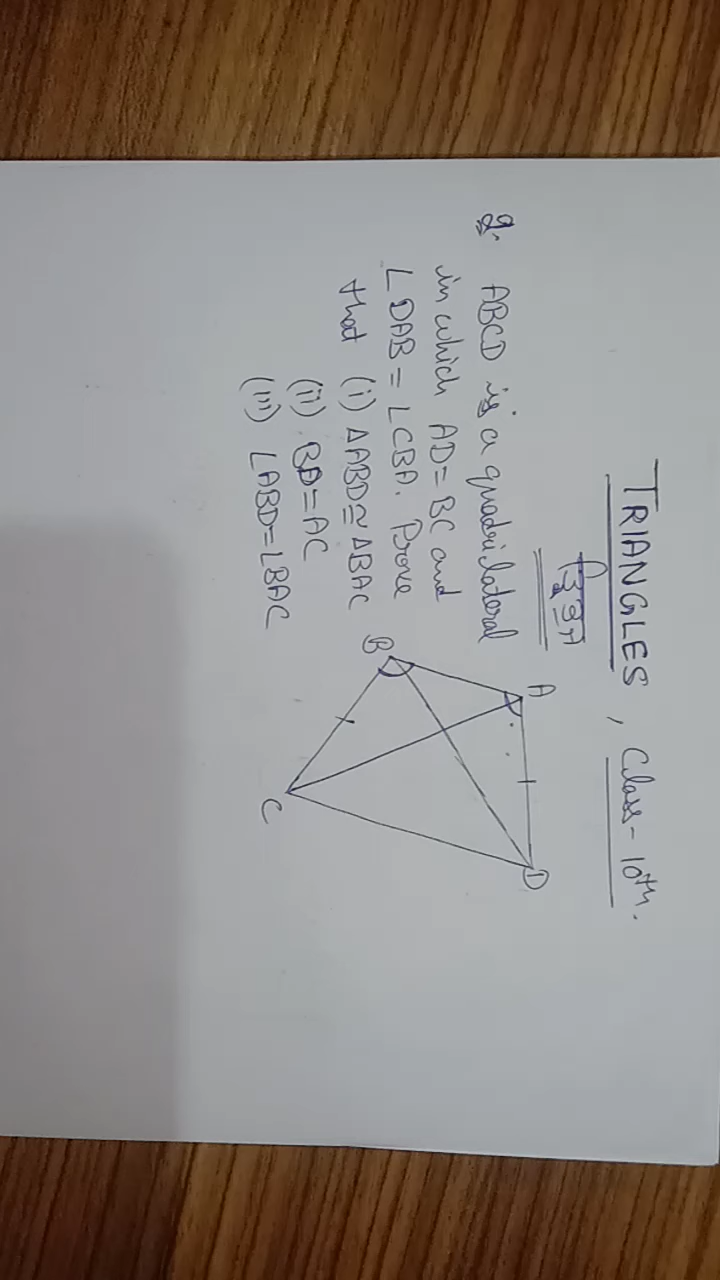 TRIANGLES, Class-10th.
Q. ABCD is a quadrilateral
in which AD=BC and
∠DAB = ∠CBA. Prove
that (i) ΔABD≅ΔBAC
(ii) BD=AC
(iii) ∠ABD=∠BAC
A
B
C
D